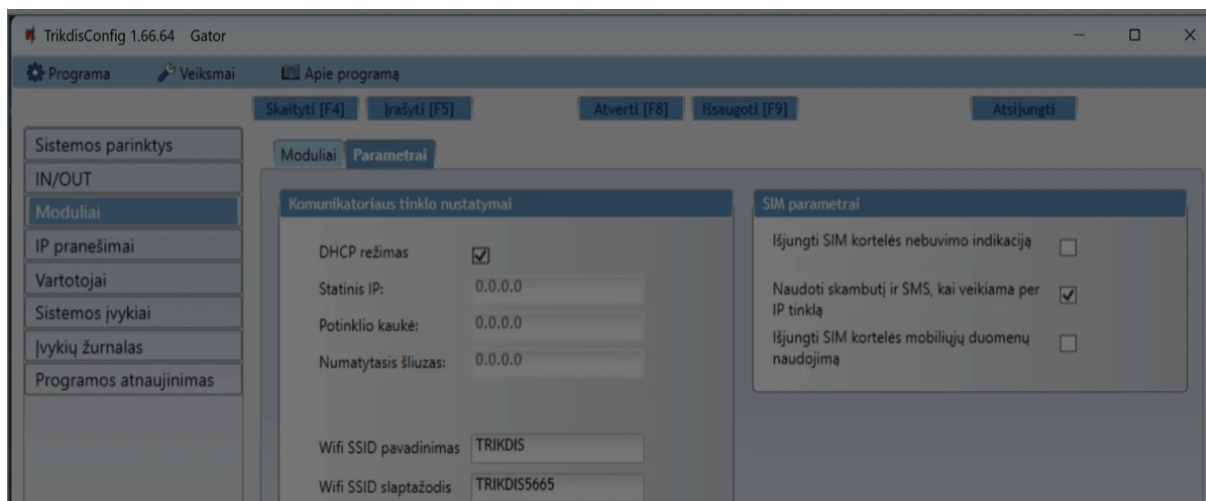 TrikdisConfig 1.66.64 Gator
Programa Veiksmai Apie programą
Skaityti [F4] Įrašyti [F5] Atverti [F8] Išsaugoti [F9] Atsijungti
Sistemos parinktys
IN/OUT
Moduliai
IP pranešimai
Vartotojai
Sistemos įvykiai
Įvykių žurnalas
Programos atnaujinimas
Moduliai Parametrai
Komunikatoriaus tinklo nustatymai
DHCP režimas
Statinis IP: 0.0.0.0
Potinklio kaukė: 0.0.0.0
Numatytasis šliuzas: 0.0.0.0
Wifi SSID pavadinimas TRIKDIS
Wifi SSID slaptažodis TRIKDIS5665
SIM parametrai
Išjungti SIM kortelės nebuvimo indikaciją
Naudoti skambutį ir SMS, kai veikiama per
IP tinklą
Išjungti SIM kortelės mobiliųjų duomenų
naudojimą